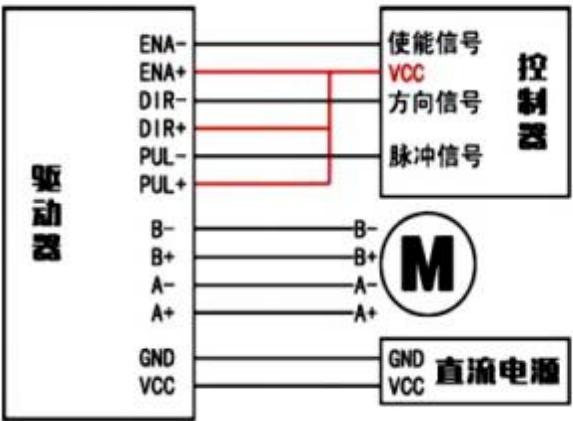 ENA-
ENA+
DIR-
DIR+
PUL-
PUL+
B-
B+
A-
A+
GND
VCC
驱动器
使能信号
VCC
方向信号
脉冲信号
控制器
B-
B+
A-
A+
M
GND
VCC
直流电源